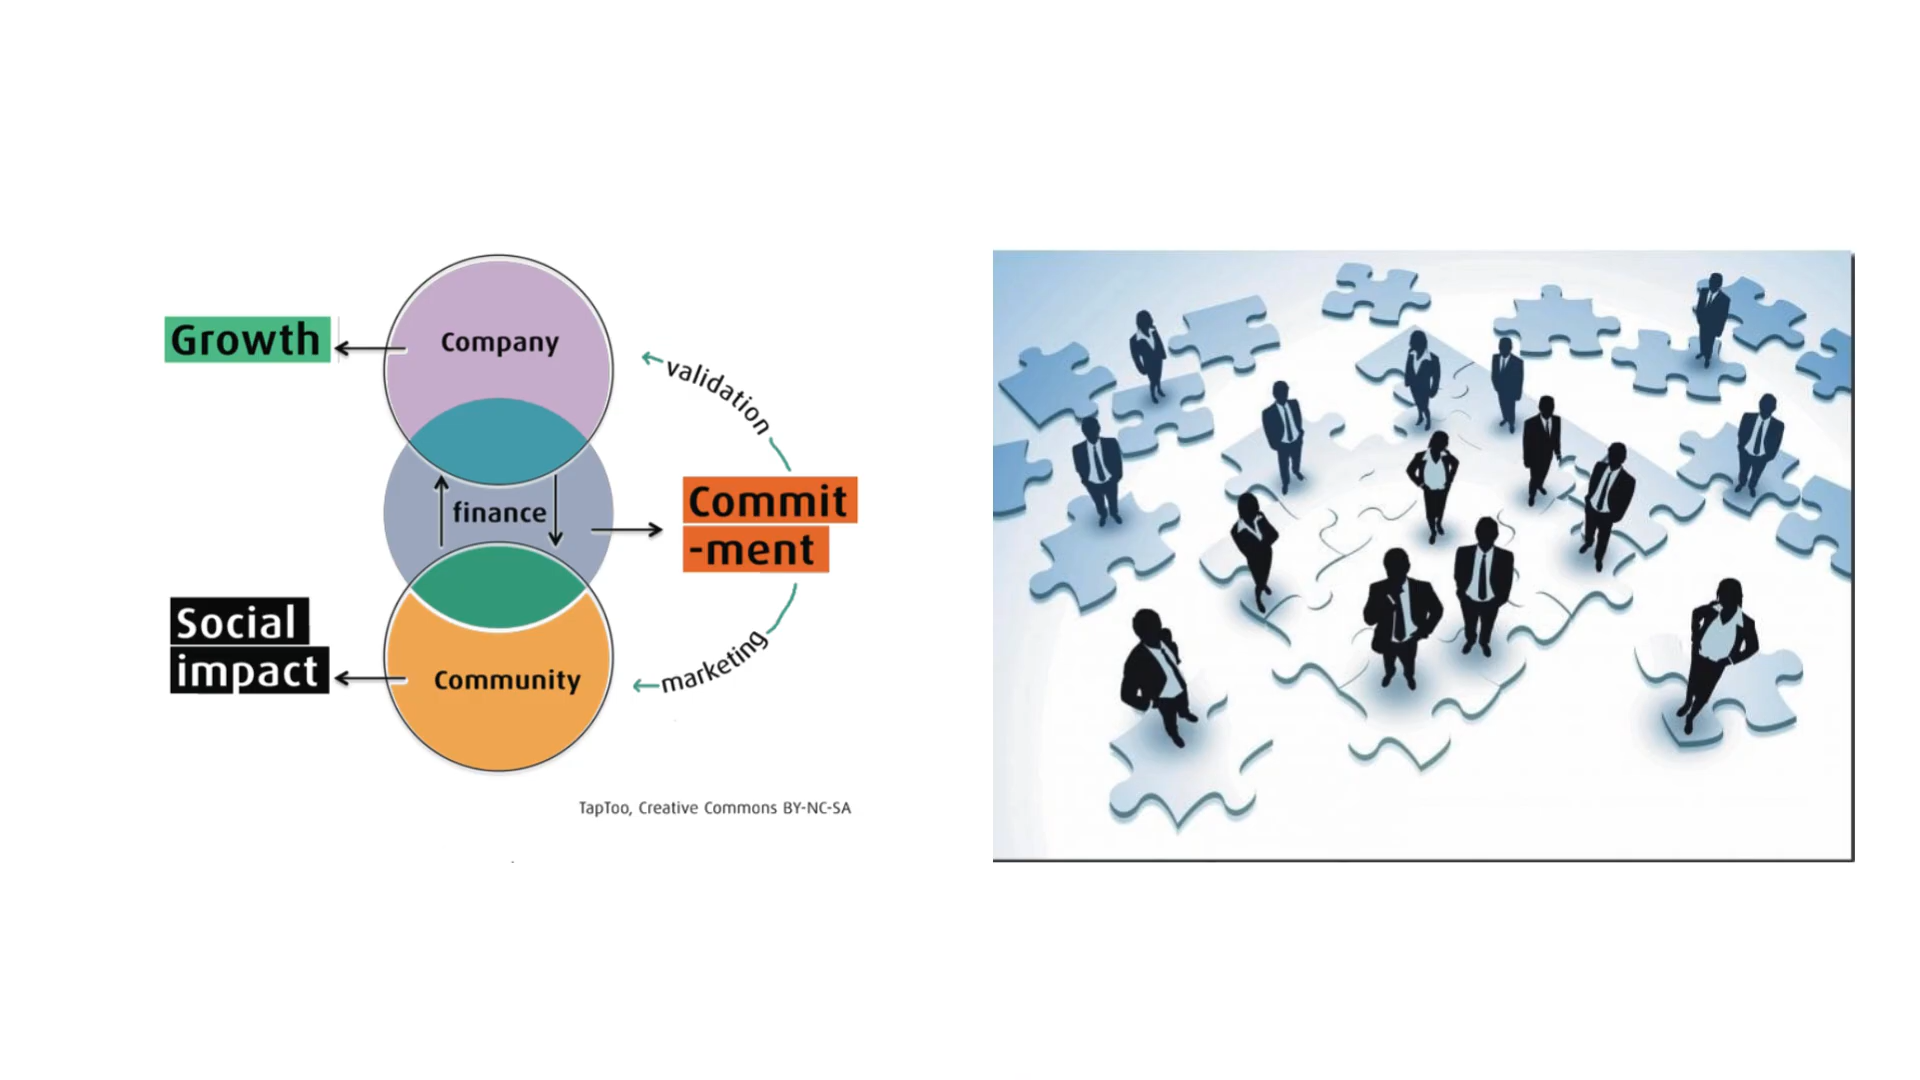 Growth
Company
validation
finance
Commit
-ment
Social
impact
Community
marketing
TapToo, Creative Commons BY-NC-SA